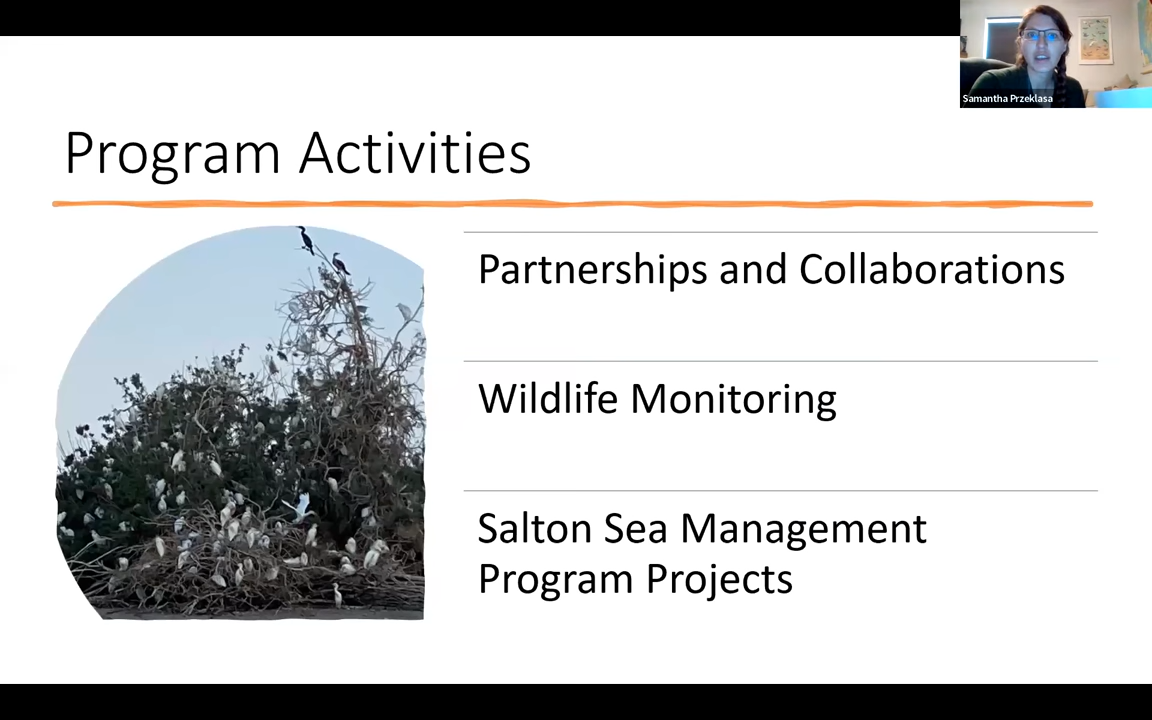 Samantha Przeklasa
Program Activities
Partnerships and Collaborations
Wildlife Monitoring
Salton Sea Management
Program Projects